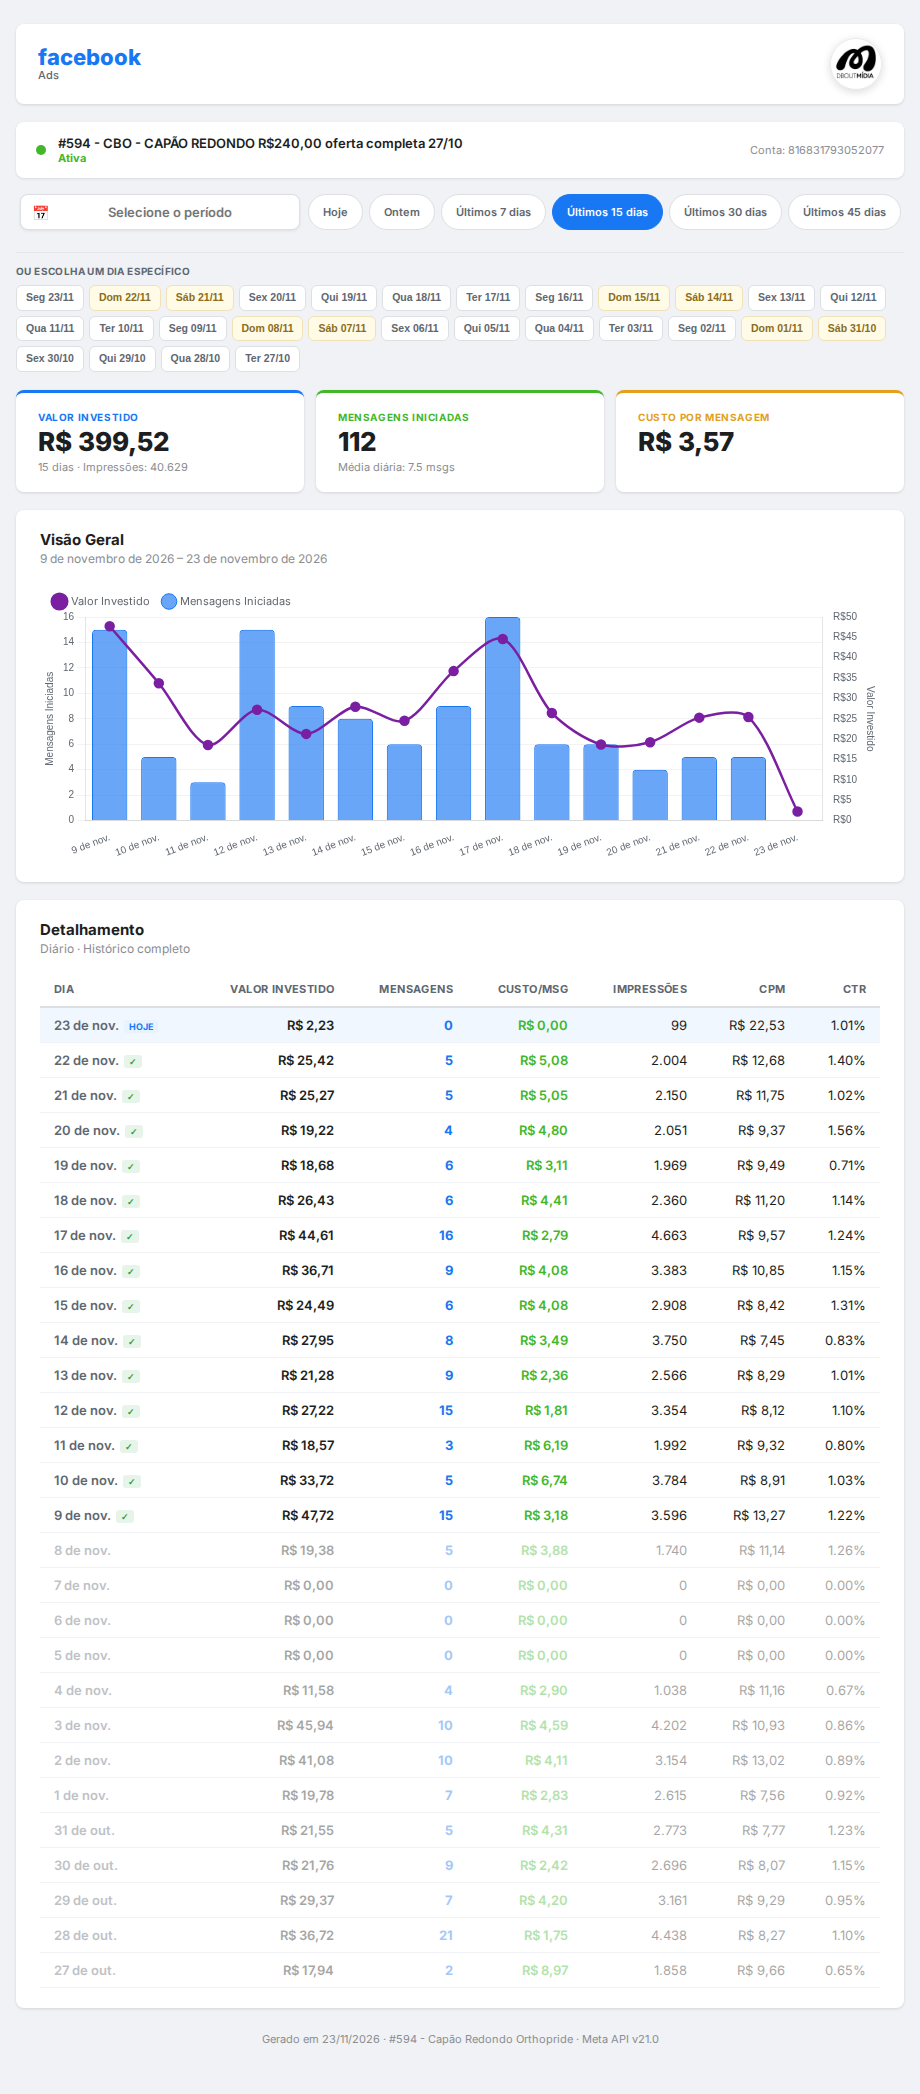 facebook
Ads
DBOUTMÍDIA
#594 - CBO - CAPÃO REDONDO R$240,00 oferta completa 27/10
Ativa
Conta: 816831793052077
Selecione o período
Hoje
Ontem
Últimos 7 dias
Últimos 15 dias
Últimos 30 dias
Últimos 45 dias
OU ESCOLHA UM DIA ESPECÍFICO
Seg 23/11 Dom 22/11 Sáb 21/11 Sex 20/11 Qui 19/11 Qua 18/11 Ter 17/11 Seg 16/11 Dom 15/11 Sáb 14/11 Sex 13/11 Qui 12/11
Qua 11/11 Ter 10/11 Seg 09/11 Dom 08/11 Sáb 07/11 Sex 06/11 Qui 05/11 Qua 04/11 Ter 03/11 Seg 02/11 Dom 01/11 Sáb 31/10
Sex 30/10 Qui 29/10 Qua 28/10 Ter 27/10
VALOR INVESTIDO
R$ 399,52
15 dias · Impressões: 40.629
MENSAGENS INICIADAS
112
Média diária: 7.5 msgs
CUSTO POR MENSAGEM
R$ 3,57
Visão Geral
9 de novembro de 2026 – 23 de novembro de 2026
Valor Investido
Mensagens Iniciadas
Mensagens Iniciadas
16
14
12
10
8
6
4
2
0
R$50
R$45
R$40
R$35
R$30
R$25
R$20
R$15
R$10
R$5
R$0
Valor Investido
9 de nov. 10 de nov. 11 de nov. 12 de nov. 13 de nov. 14 de nov. 15 de nov. 16 de nov. 17 de nov. 18 de nov. 19 de nov. 20 de nov. 21 de nov. 22 de nov. 23 de nov.
Detalhamento
Diário · Histórico completo
DIA VALOR INVESTIDO MENSAGENS CUSTO/MSG IMPRESSÕES CPM CTR
23 de nov. HOJE R$ 2,23 0 R$ 0,00 99 R$ 22,53 1.01%
22 de nov. ✓ R$ 25,42 5 R$ 5,08 2.004 R$ 12,68 1.40%
21 de nov. ✓ R$ 25,27 5 R$ 5,05 2.150 R$ 11,75 1.02%
20 de nov. ✓ R$ 19,22 4 R$ 4,80 2.051 R$ 9,37 1.56%
19 de nov. ✓ R$ 18,68 6 R$ 3,11 1.969 R$ 9,49 0.71%
18 de nov. ✓ R$ 26,43 6 R$ 4,41 2.360 R$ 11,20 1.14%
17 de nov. ✓ R$ 44,61 16 R$ 2,79 4.663 R$ 9,57 1.24%
16 de nov. ✓ R$ 36,71 9 R$ 4,08 3.383 R$ 10,85 1.15%
15 de nov. ✓ R$ 24,49 6 R$ 4,08 2.908 R$ 8,42 1.31%
14 de nov. ✓ R$ 27,95 8 R$ 3,49 3.750 R$ 7,45 0.83%
13 de nov. ✓ R$ 21,28 9 R$ 2,36 2.566 R$ 8,29 1.01%
12 de nov. ✓ R$ 27,22 15 R$ 1,81 3.354 R$ 8,12 1.10%
11 de nov. ✓ R$ 18,57 3 R$ 6,19 1.992 R$ 9,32 0.80%
10 de nov. ✓ R$ 33,72 5 R$ 6,74 3.784 R$ 8,91 1.03%
9 de nov. ✓ R$ 47,72 15 R$ 3,18 3.596 R$ 13,27 1.22%
8 de nov. R$ 19,38 5 R$ 3,88 1.740 R$ 11,14 1.26%
7 de nov. R$ 0,00 0 R$ 0,00 0 R$ 0,00 0.00%
6 de nov. R$ 0,00 0 R$ 0,00 0 R$ 0,00 0.00%
5 de nov. R$ 0,00 0 R$ 0,00 0 R$ 0,00 0.00%
4 de nov. R$ 11,58 4 R$ 2,90 1.038 R$ 11,16 0.67%
3 de nov. R$ 45,94 10 R$ 4,59 4.202 R$ 10,93 0.86%
2 de nov. R$ 41,08 10 R$ 4,11 3.154 R$ 13,02 0.89%
1 de nov. R$ 19,78 7 R$ 2,83 2.615 R$ 7,56 0.92%
31 de out. R$ 21,55 5 R$ 4,31 2.773 R$ 7,77 1.23%
30 de out. R$ 21,76 9 R$ 2,42 2.696 R$ 8,07 1.15%
29 de out. R$ 29,37 7 R$ 4,20 3.161 R$ 9,29 0.95%
28 de out. R$ 36,72 21 R$ 1,75 4.438 R$ 8,27 1.10%
27 de out. R$ 17,94 2 R$ 8,97 1.858 R$ 9,66 0.65%
Gerado em 23/11/2026 · #594 - Capão Redondo Orthopride · Meta API v21.0